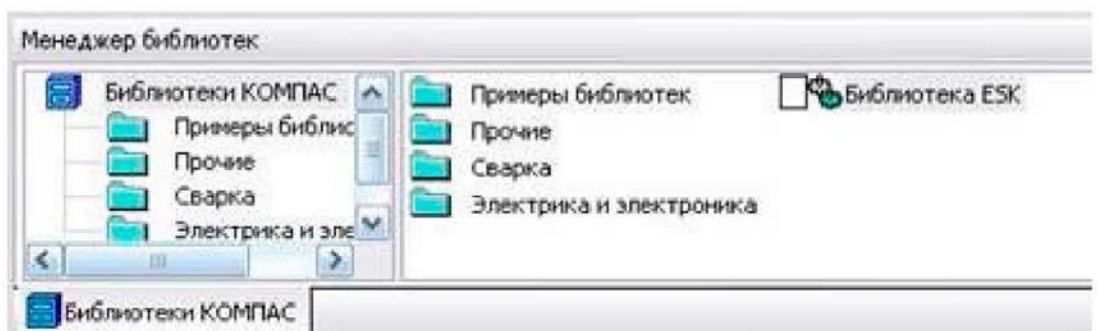 Менеджер библиотек
Библиотеки КОМПАС
Примеры библис
Прочие
Сварка
Электрика и эле
Примеры библиотек
Прочие
Сварка
Электрика и электроника
Библиотека ESK
Библиотеки КОМПАС